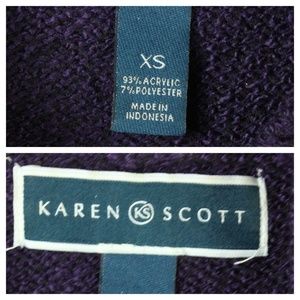 XS
93% ACRYLIC
7% POLYESTER
MADE IN
INDONESIA
KAREN KS SCOTT